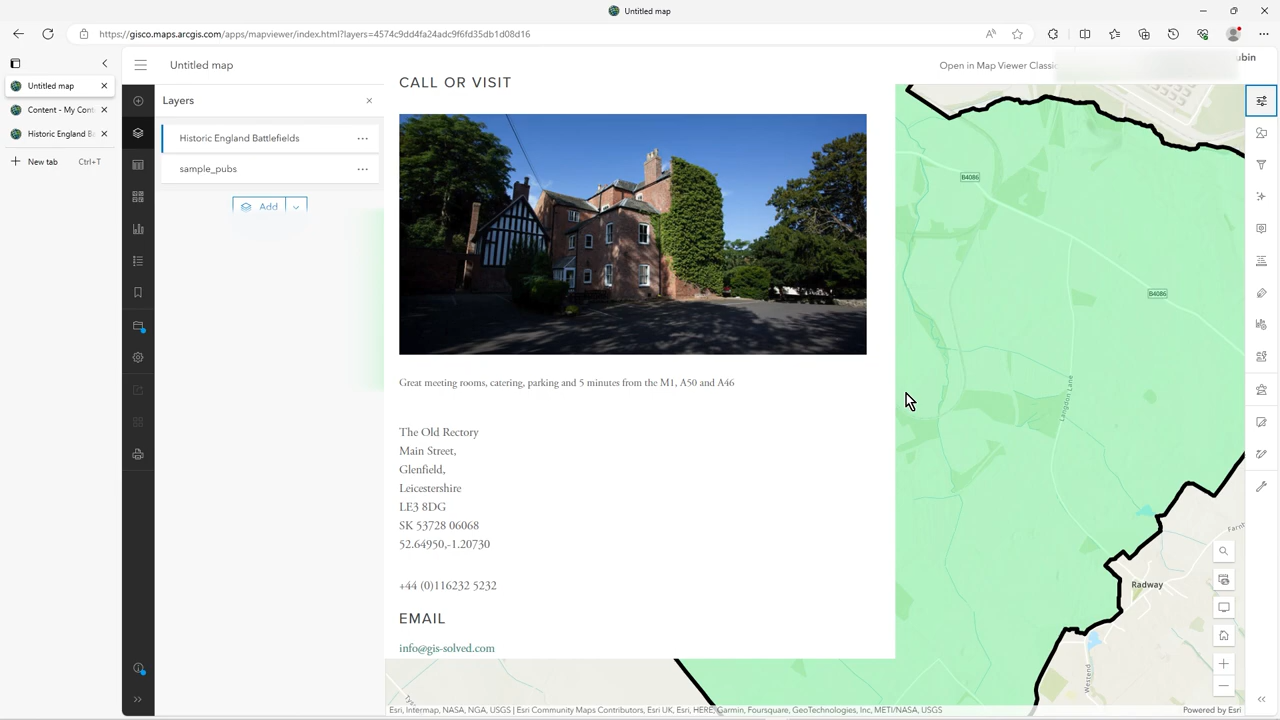 Untitled map
https://gisco.maps.arcgis.com/apps/mapviewer/index.html?layers=4574c9dd4fa24adc9f6fd35db1d08d16
Untitled map
Content - My Cont
Historic England Ba
New tab Ctrl+T
Untitled map
Open in Map Viewer Classic
ubin
Layers
Historic England Battlefields
sample_pubs
Add
CALL OR VISIT
Great meeting rooms, catering, parking and 5 minutes from the M1, A50 and A46
The Old Rectory
Main Street,
Glenfield,
Leicestershire
LE3 8DG
SK 53728 06068
52.64950,-1.20730
+44 (0)116232 5232
EMAIL
info@gis-solved.com
B4086
B4086
Langdon Lane
Farnb
Radway
Westend
Esri, Intermap, NASA, NGA, USGS | Esri Community Maps Contributors, Esri UK, Esri, HERE, Garmin, Foursquare, GeoTechnologies, Inc, METI/NASA, USGS
Powered by Esri